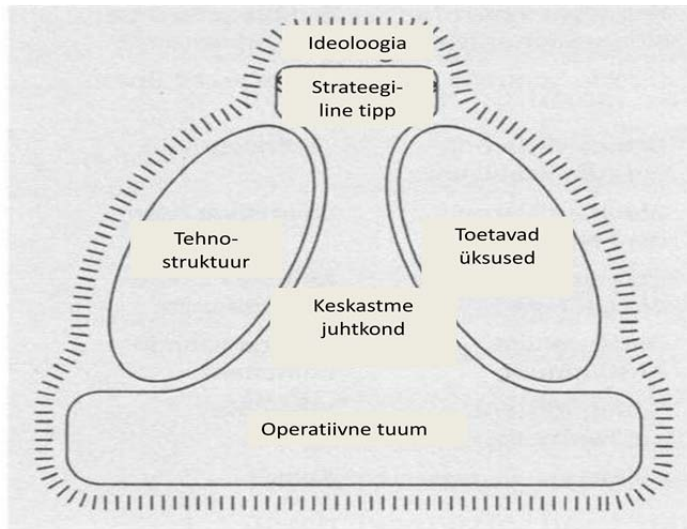 Ideoloogia
Strateegi-
line tipp
Tehno-
struktuur
Toetavad
üksused
Keskastme
juhtkond
Operatiivne tuum